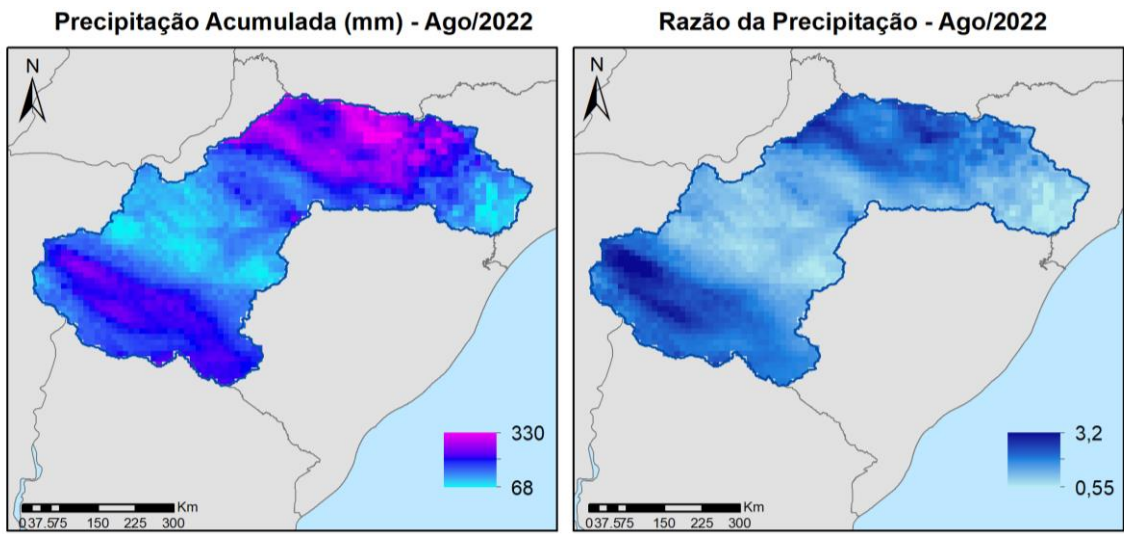 Precipitação Acumulada (mm) - Ago/2022
N
330
68
Km
037.575 150 225 300
Razão da Precipitação - Ago/2022
N
3,2
0,55
Km
037.575 150 225 300